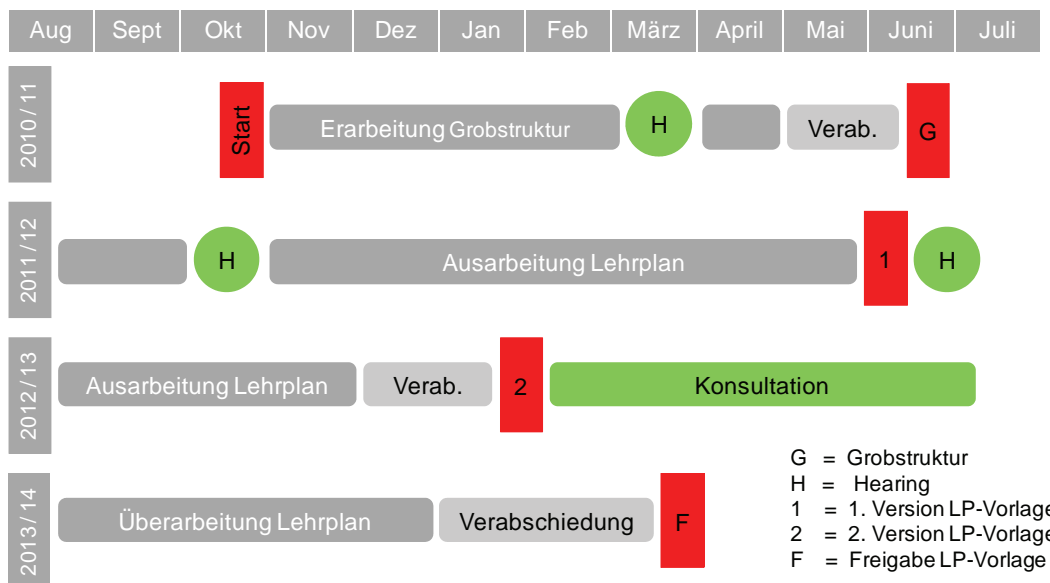 Aug Sept Okt Nov Dez Jan Feb März April Mai Juni Juli
2010/11 Start Erarbeitung Grobstruktur H Verab. G
2011/12 H Ausarbeitung Lehrplan 1 H
2012/13 Ausarbeitung Lehrplan Verab. 2 Konsultation
2013/14 Überarbeitung Lehrplan Verabschiedung F
G = Grobstruktur
H = Hearing
1 = 1. Version LP-Vorlage
2 = 2. Version LP-Vorlage
F = Freigabe LP-Vorlage